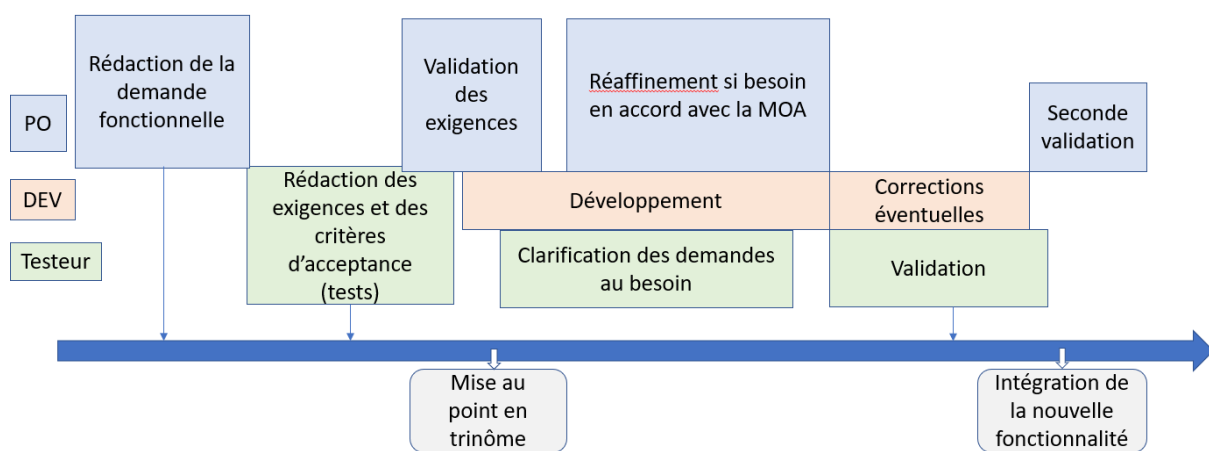 Rédaction de la
demande
fonctionnelle
Validation
des
exigences
Réaffinement si besoin
en accord avec la MOA
Seconde
validation
PO
DEV
Testeur
Rédaction des
exigences et des
critères
d’acceptance
(tests)
Développement
Corrections
éventuelles
Clarification des demandes
au besoin
Validation
Mise au
point en
trinôme
Intégration de
la nouvelle
fonctionnalité